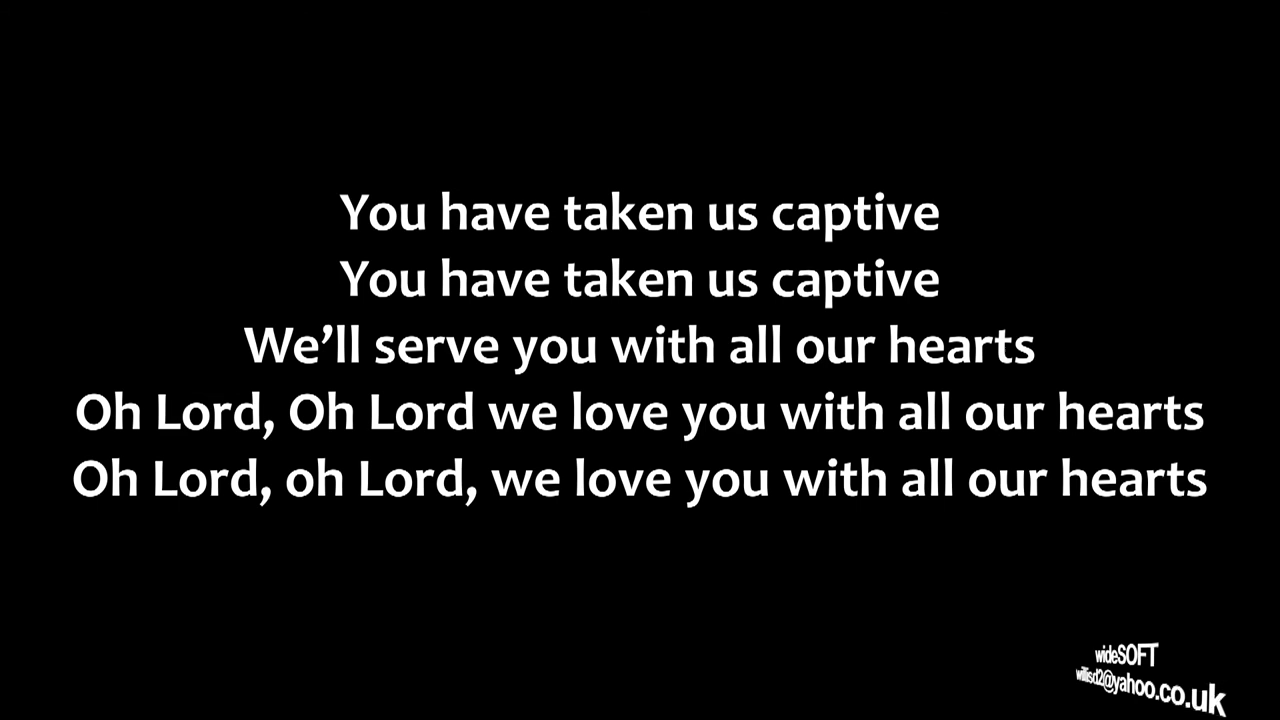 You have taken us captive
You have taken us captive
We’ll serve you with all our hearts
Oh Lord, Oh Lord we love you with all our hearts
Oh Lord, oh Lord, we love you with all our hearts
wideSOFT
willisd2@yahoo.co.uk